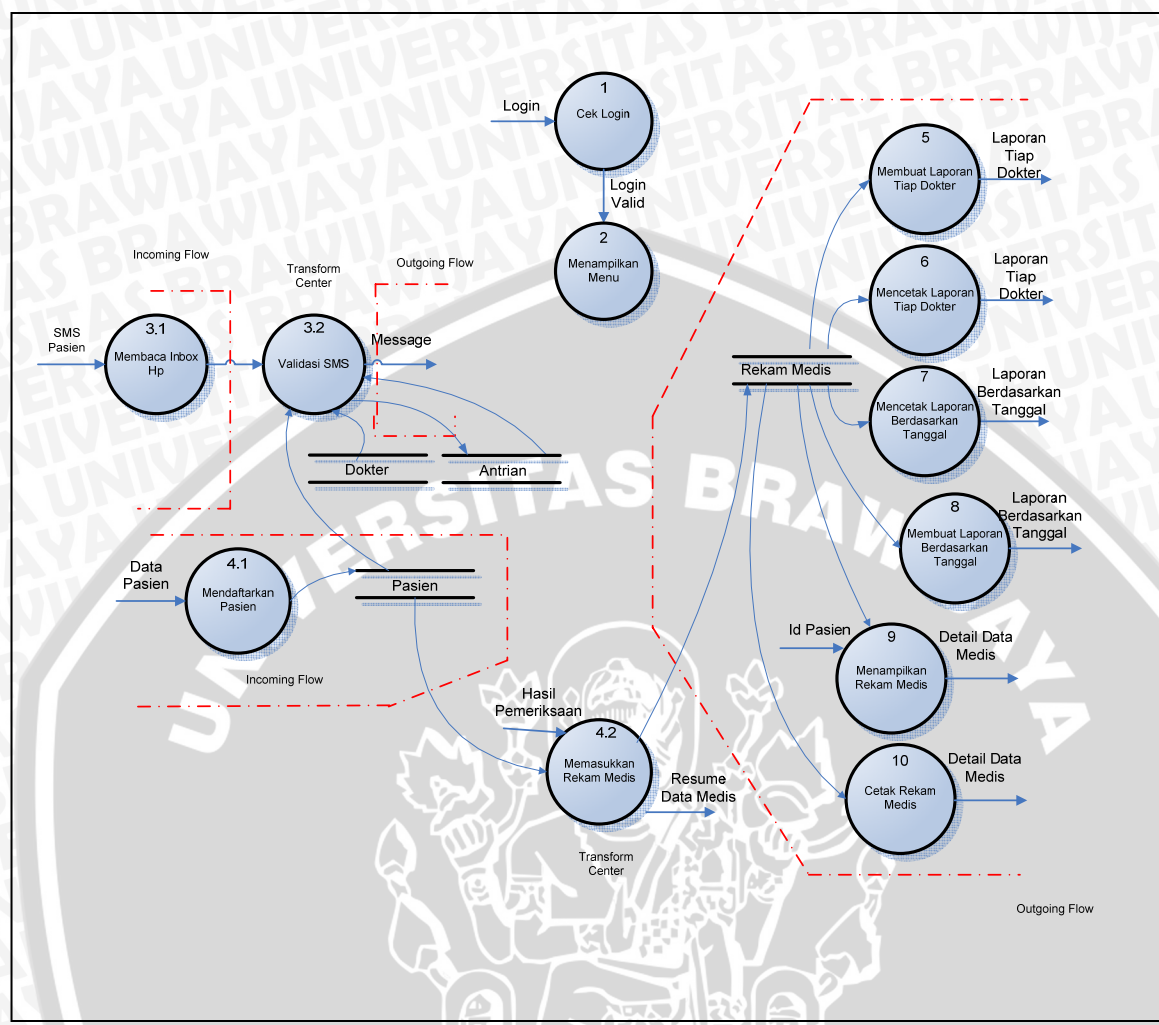 1
Cek Login
Login
Login
Valid
2
Menampilkan
Menu
Incoming Flow
Transform
Center
Outgoing Flow
SMS
Pasien
3.1
Membaca Inbox
Hp
3.2
Validasi SMS
Message
Dokter
Antrian
Data
Pasien
4.1
Mendaftarkan
Pasien
Pasien
Incoming Flow
Hasil
Pemeriksaan
4.2
Memasukkan
Rekam Medis
Resume
Data Medis
Transform
Center
Rekam Medis
5
Membuat Laporan
Tiap Dokter
Laporan
Tiap
Dokter
6
Mencetak Laporan
Tiap Dokter
Laporan
Tiap
Dokter
7
Mencetak Laporan
Berdasarkan
Tanggal
Laporan
Berdasarkan
Tanggal
8
Membuat Laporan
Berdasarkan
Tanggal
Laporan
Berdasarkan
Tanggal
Id Pasien
9
Menampilkan
Rekam Medis
Detail Data
Medis
10
Cetak Rekam
Medis
Detail Data
Medis
Outgoing Flow
UNIVERSITAS BRAWIJAYA